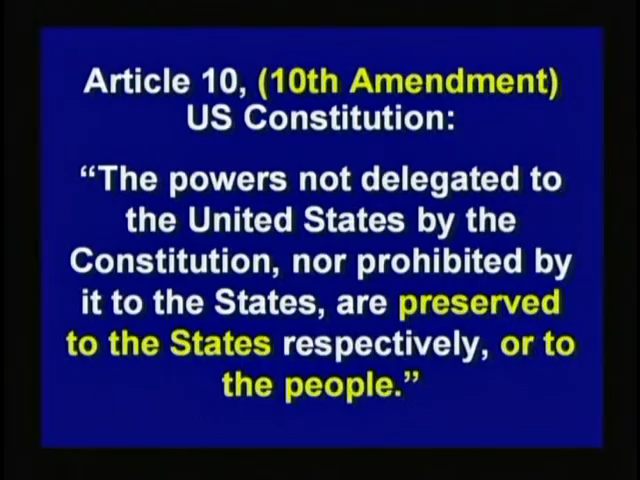 Article 10, (10th Amendment)
US Constitution:
“The powers not delegated to
the United States by the
Constitution, nor prohibited by
it to the States, are preserved
to the States respectively, or to
the people.”